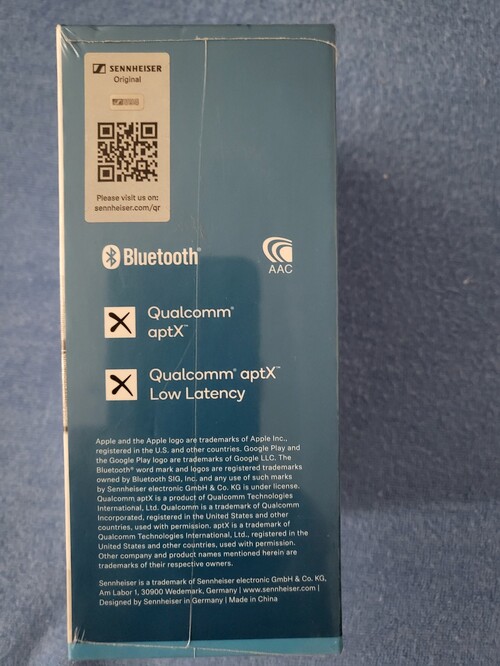 SENNHEISER
Original
Please visit us on:
sennheiser.com/qr
Bluetooth®
AAC
Qualcomm®
aptX™
Qualcomm® aptX™
Low Latency
Apple and the Apple logo are trademarks of Apple Inc.,
registered in the U.S. and other countries. Google Play and
the Google Play logo are trademarks of Google LLC. The
Bluetooth® word mark and logos are registered trademarks
owned by Bluetooth SIG, Inc. and any use of such marks
by Sennheiser electronic GmbH & Co. KG is under license.
Qualcomm aptX is a product of Qualcomm Technologies
International, Ltd. Qualcomm is a trademark of Qualcomm
Incorporated, registered in the United States and other
countries, used with permission. aptX is a trademark of
Qualcomm Technologies International, Ltd., registered in the
United States and other countries, used with permission.
Other company and product names mentioned herein are
trademarks of their respective owners.
Sennheiser is a trademark of Sennheiser electronic GmbH & Co. KG,
Am Labor 1, 30900 Wedemark, Germany | www.sennheiser.com |
Designed by Sennheiser in Germany | Made in China